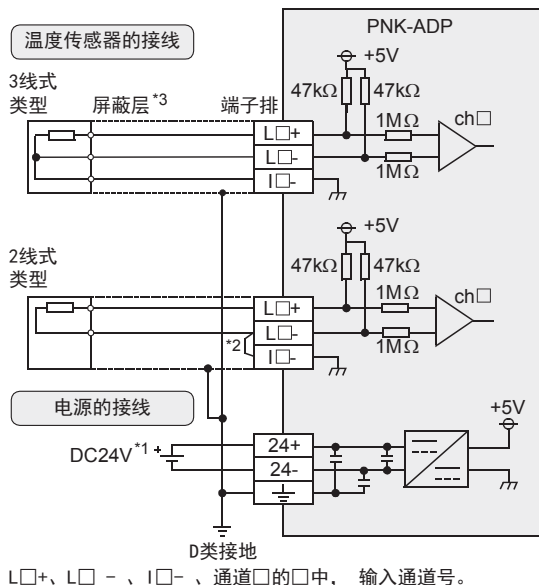 PNK-ADP
温度传感器的接线
+5V
3线式
类型
屏蔽层*3
端子排
47kΩ
47kΩ
1MΩ
ch□
L□+
L□-
I□-
1MΩ
+5V
2线式
类型
47kΩ
47kΩ
1MΩ
ch□
L□+
L□-
*2
I□-
1MΩ
电源的接线
+5V
DC24V*1
+
24+
24-
D类接地
L□+、L□ - 、I□- 、通道□的□中， 输入通道号。